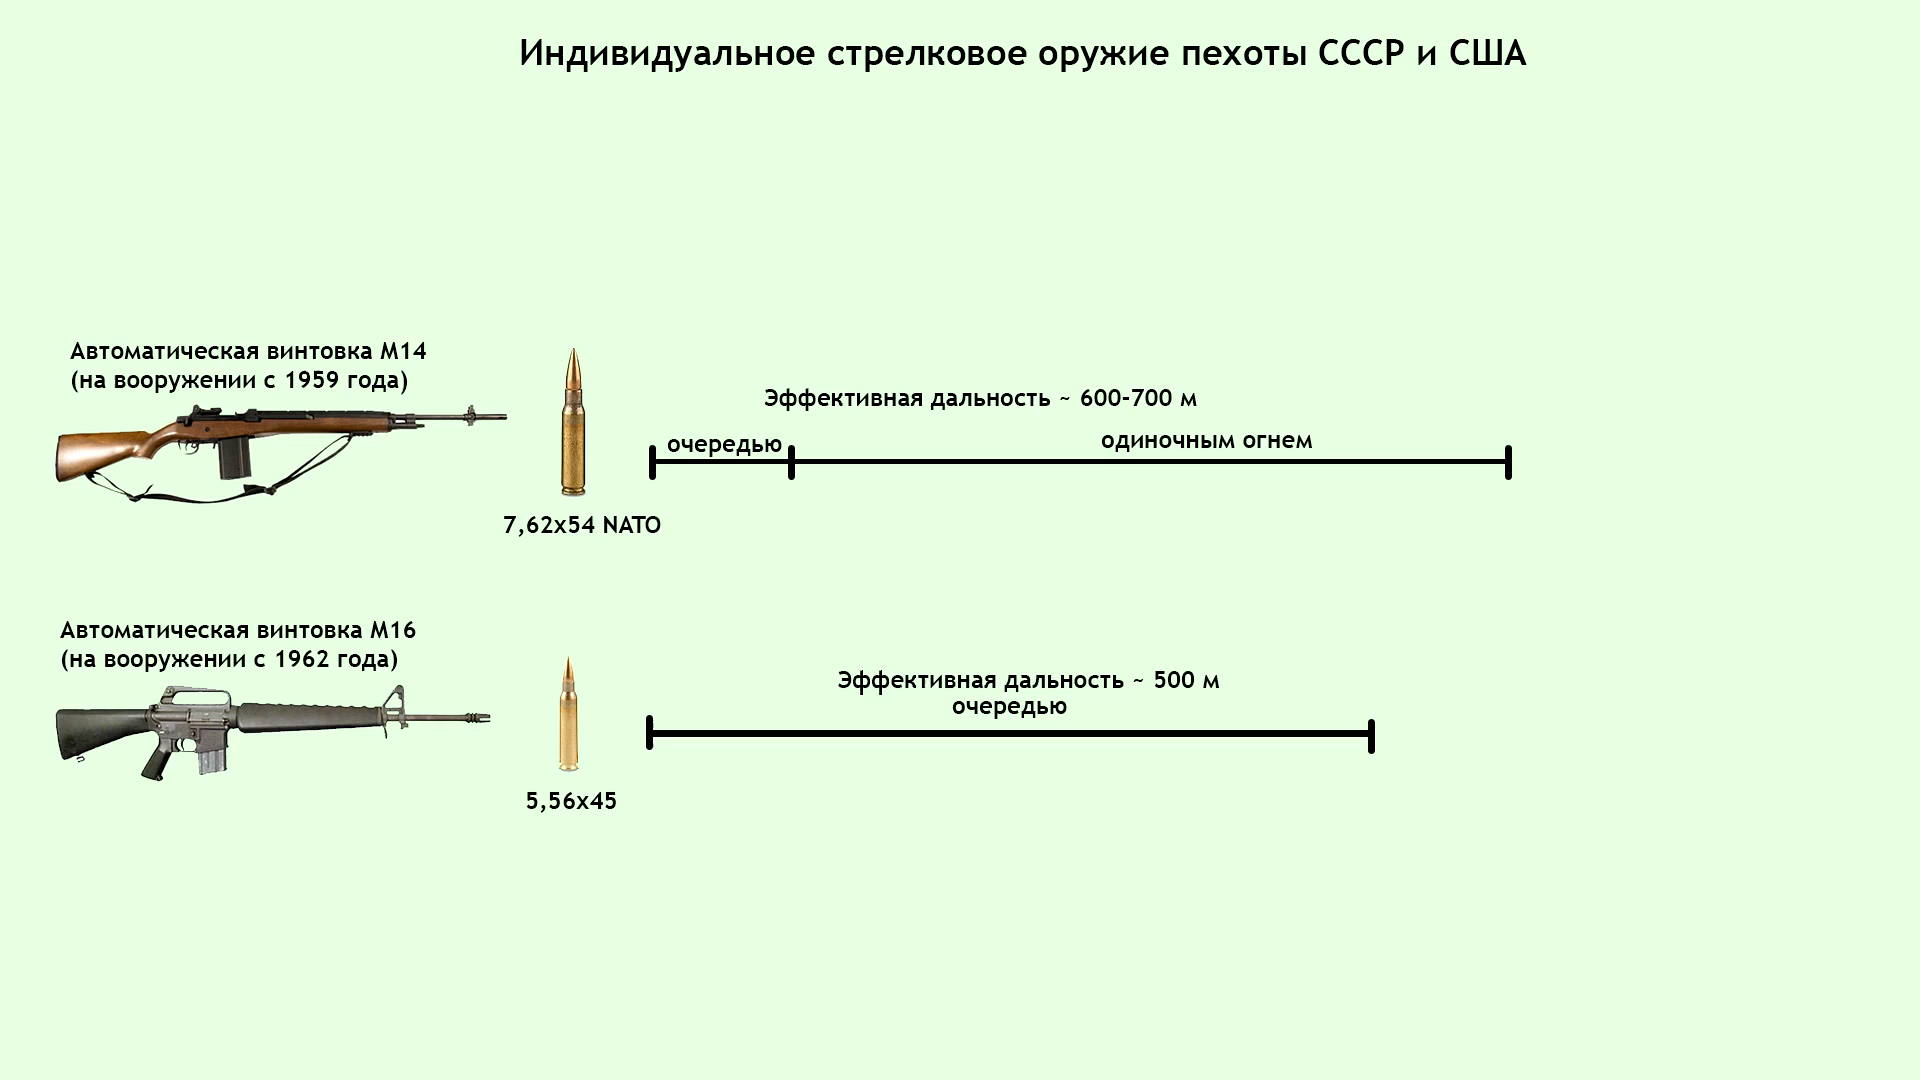 Индивидуальное стрелковое оружие пехоты СССР и США
Автоматическая винтовка М14
(на вооружении с 1959 года)
Эффективная дальность ~ 600-700 м
очередью
одиночным огнем
7,62х54 NATO
Автоматическая винтовка М16
(на вооружении с 1962 года)
Эффективная дальность ~ 500 м
очередью
5,56х45